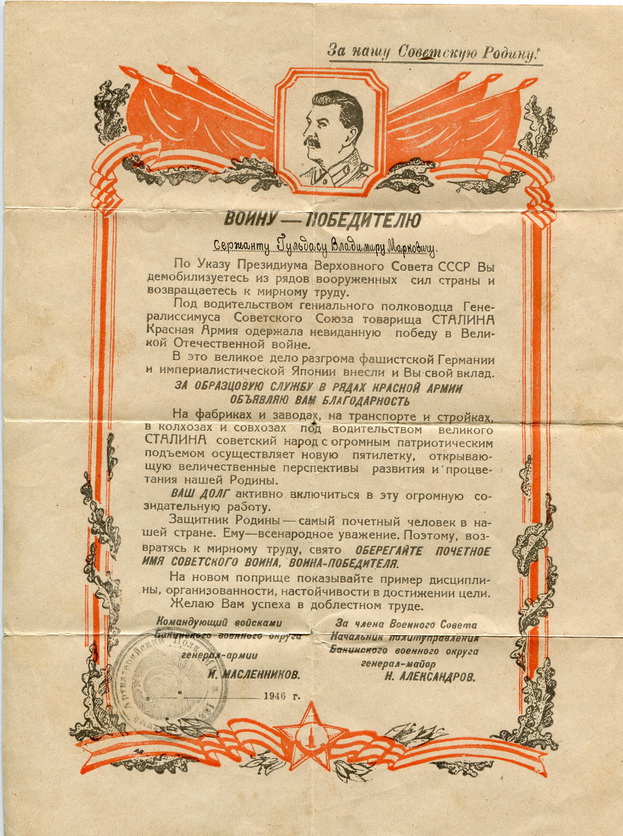 За нашу Советскую Родину!
ВОИНУ — ПОБЕДИТЕЛЮ
Сержанту Гульдасу Владимиру Марковичу.
По Указу Президиума Верховного Совета СССР Вы
демобилизуетесь из рядов вооруженных сил страны и
возвращаетесь к мирному труду.
Под водительством гениального полководца Гене-
ралиссимуса Советского Союза товарища СТАЛИНА
Красная Армия одержала невиданную победу в Вели-
кой Отечественной войне.
В это великое дело разгрома фашистской Германии
и империалистической Японии внесли и Вы свой вклад.
ЗА ОБРАЗЦОВУЮ СЛУЖБУ В РЯДАХ КРАСНОЙ АРМИИ
ОБЪЯВЛЯЮ ВАМ БЛАГОДАРНОСТЬ
На фабриках и заводах, на транспорте и стройках,
в колхозах и совхозах под водительством великого
СТАЛИНА советский народ с огромным патриотическим
подъемом осуществляет новую пятилетку, открываю-
щую величественные перспективы развития и процве-
тания нашей Родины.
ВАШ ДОЛГ активно включиться в эту огромную со-
зидательную работу.
Защитник Родины — самый почетный человек в на-
шей стране. Ему—всенародное уважение. Поэтому, воз-
вратясь к мирному труду, свято ОБЕРЕГАЙТЕ ПОЧЕТНОЕ
ИМЯ СОВЕТСКОГО ВОИНА, ВОИНА-ПОБЕДИТЕЛЯ.
На новом поприще показывайте пример дисципли-
ны, организованности, настойчивости в достижении цели.
Желаю Вам успеха в доблестном труде.
Командующий войсками
Бакинского военного округа
генерал-армии
И. МАСЛЕННИКОВ.
За члена Военного Совета
Начальник политуправления
Бакинского военного округа
генерал-майор
Н. АЛЕКСАНДРОВ.
1946 г.